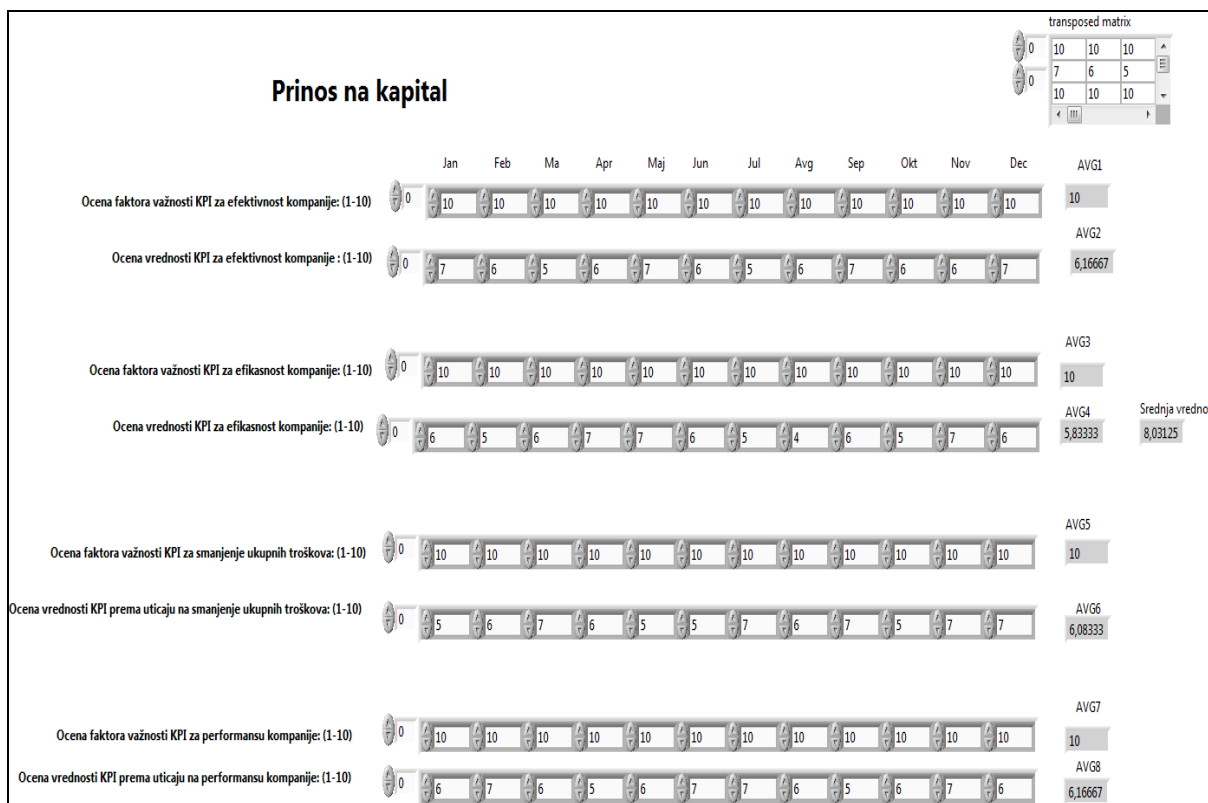 transposed matrix
0 10 10 10
0 7 6 5
10 10 10
Prinos na kapital
Jan Feb Ma Apr Maj Jun Jul Avg Sep Okt Nov Dec AVG1
Ocena faktora važnosti KPI za efektivnost kompanije: (1-10) 0 10 10 10 10 10 10 10 10 10 10 10 10 10
AVG2
Ocena vrednosti KPI za efektivnost kompanije : (1-10) 0 7 6 5 6 7 6 5 6 7 6 6 7 6,16667
AVG3
Ocena faktora važnosti KPI za efikasnost kompanije: (1-10) 0 10 10 10 10 10 10 10 10 10 10 10 10 10
AVG4 Srednja vredno
Ocena vrednosti KPI za efikasnost kompanije: (1-10) 0 6 5 6 7 7 6 5 4 6 5 7 6 5,83333 8,03125
AVG5
Ocena faktora važnosti KPI za smanjenje ukupnih troškova: (1-10) 0 10 10 10 10 10 10 10 10 10 10 10 10 10
AVG6
Ocena vrednosti KPI prema uticaju na smanjenje ukupnih troškova: (1-10) 0 5 6 7 6 5 5 7 6 7 5 7 7 6,08333
AVG7
Ocena faktora važnosti KPI za performansu kompanije: (1-10) 0 10 10 10 10 10 10 10 10 10 10 10 10 10
AVG8
Ocena vrednosti KPI prema uticaju na performansu kompanije: (1-10) 0 6 7 6 5 6 7 7 6 5 6 7 6 6,16667